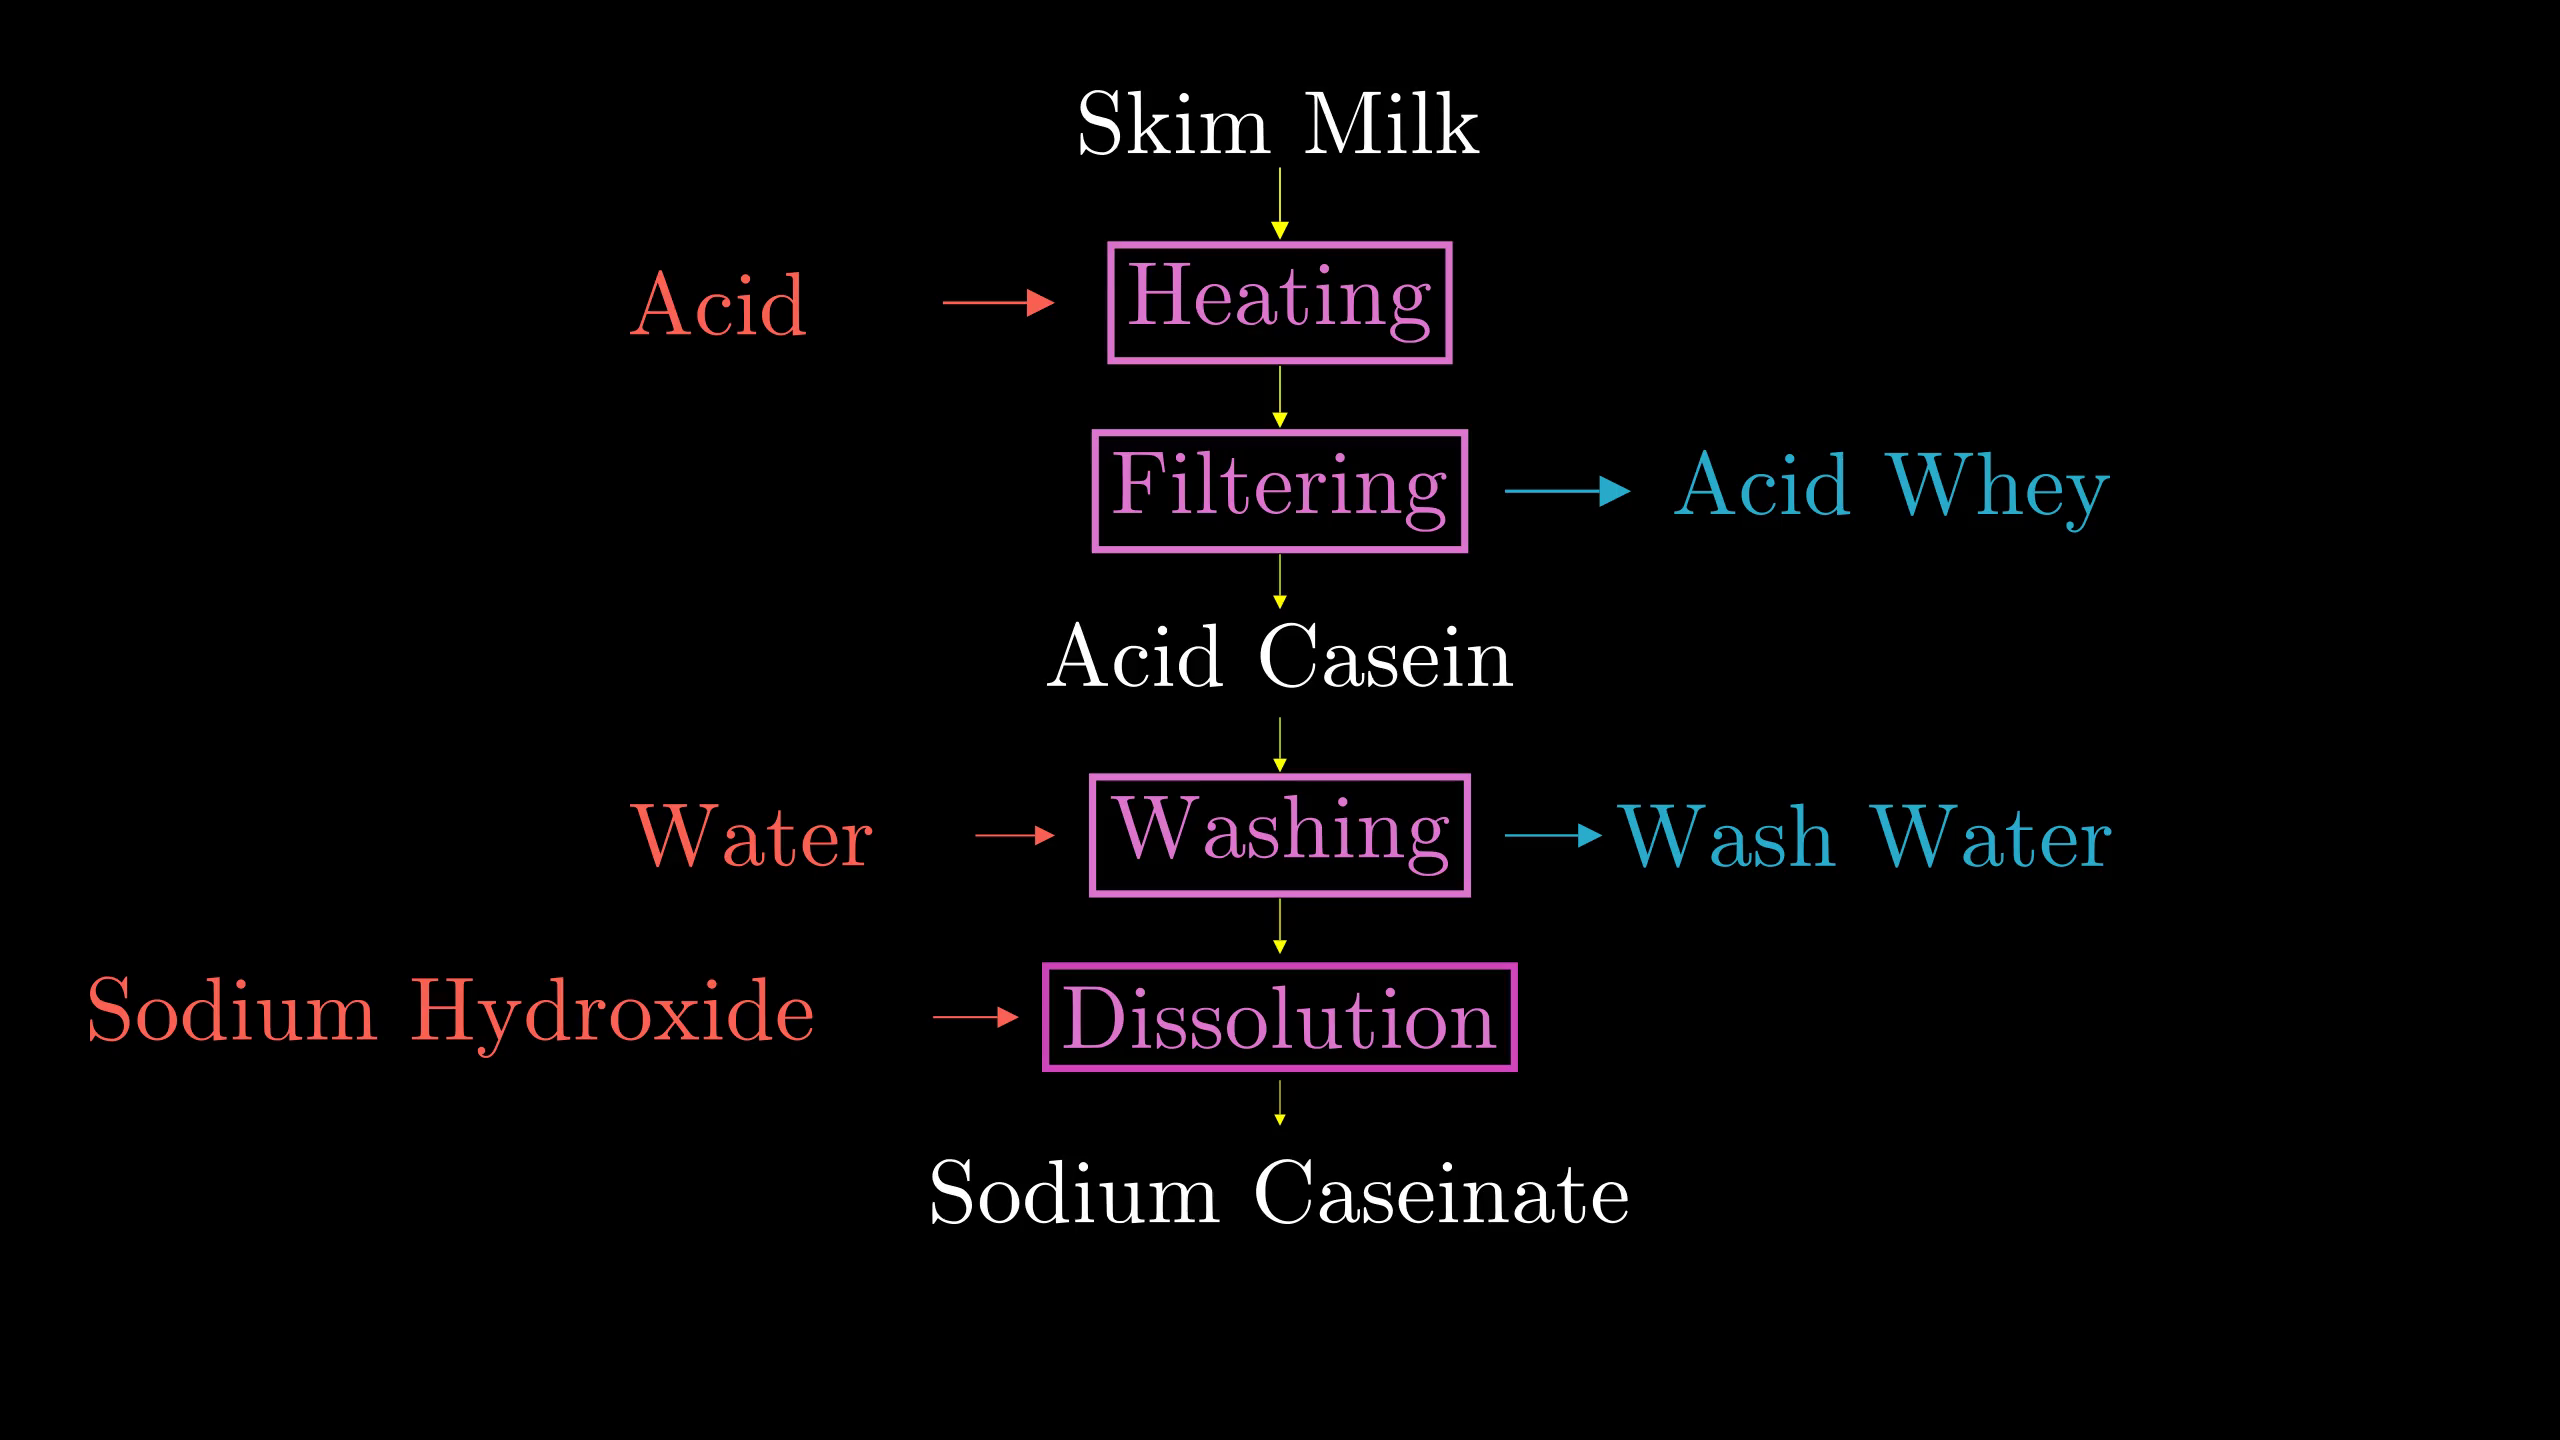 Skim Milk
Acid
Heating
Filtering
Acid Whey
Acid Casein
Water
Washing
Wash Water
Sodium Hydroxide
Dissolution
Sodium Caseinate